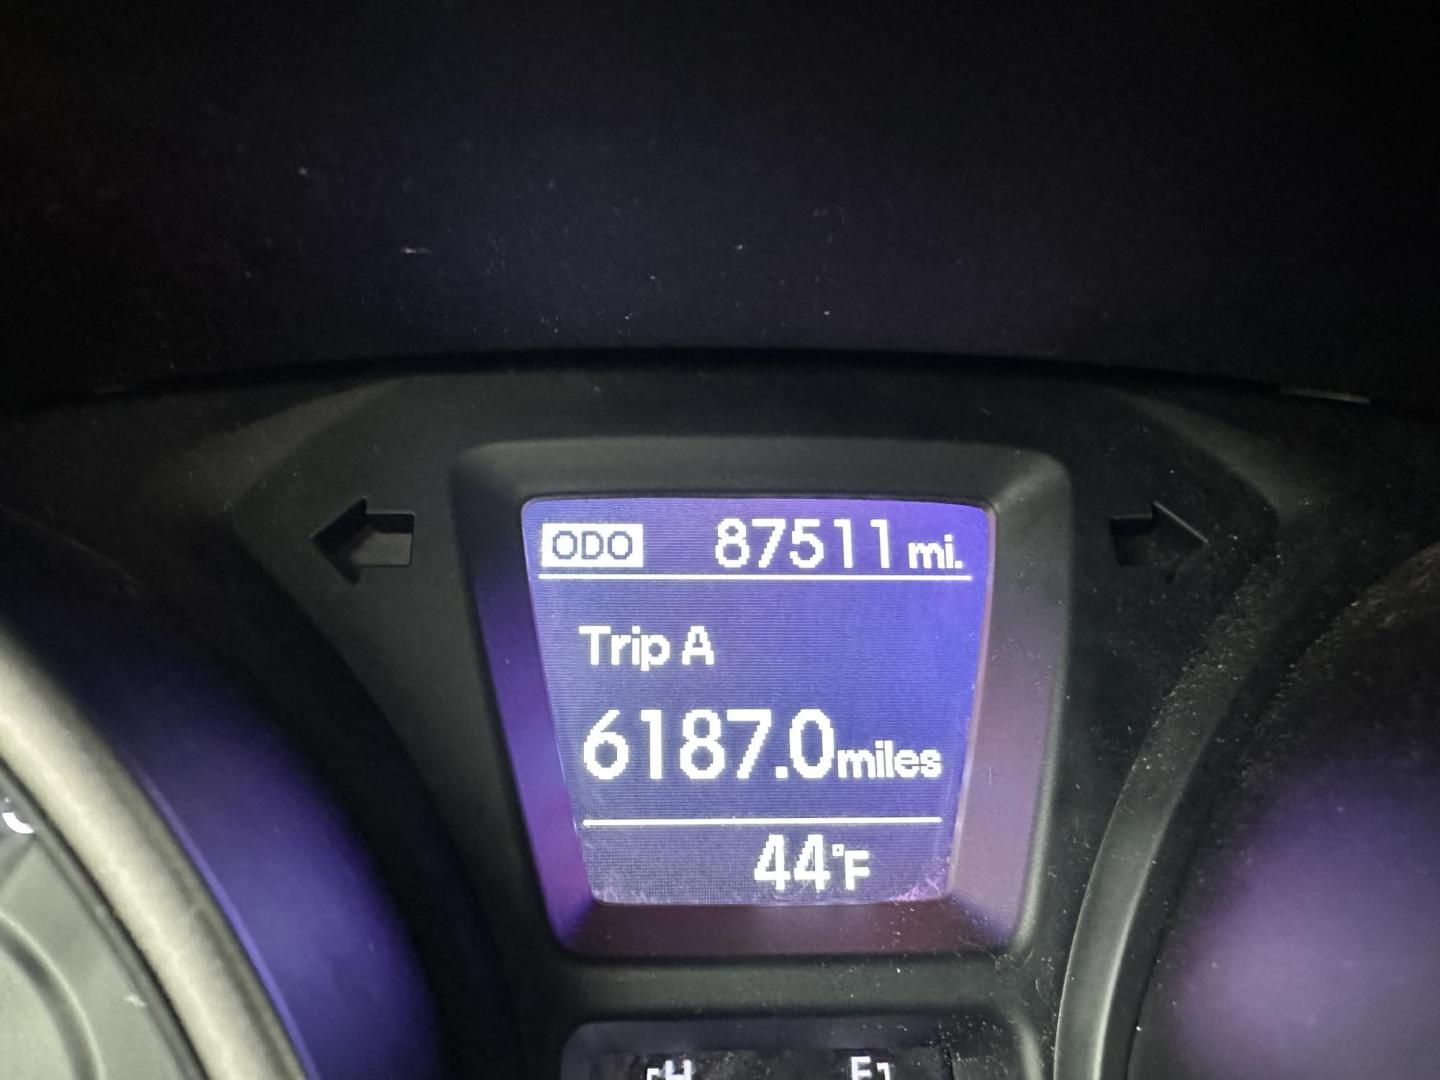 ODO 87511 mi.
Trip A
6187.0 miles
44°F
H F